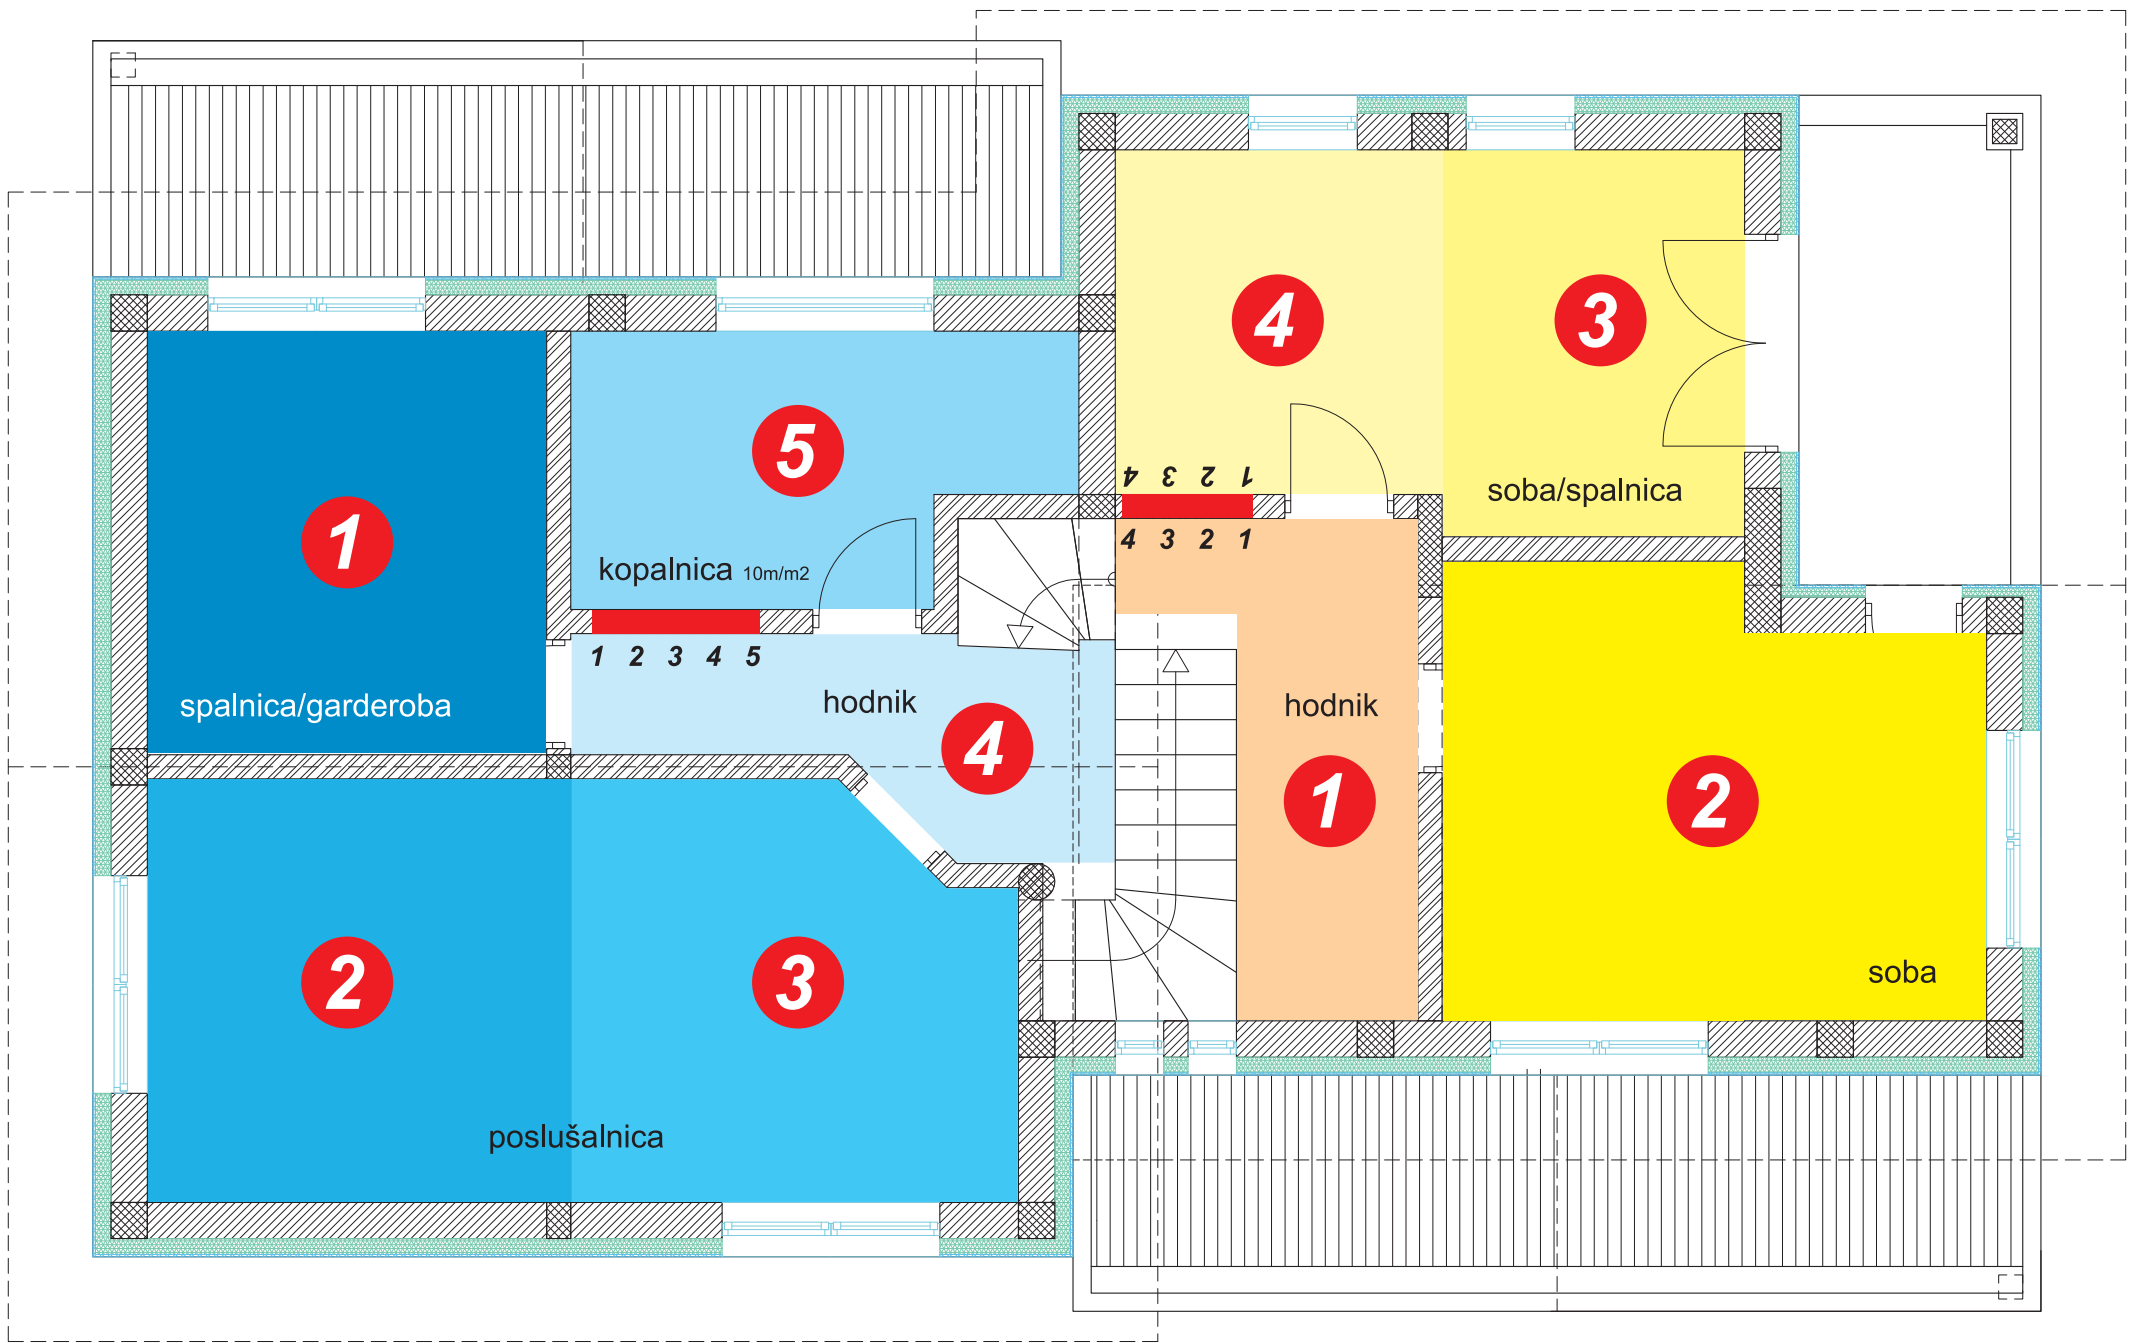 4
3
4 3 2 1
soba/spalnica
4 3 2 1
5
kopalnica 10m/m2
1
1 2 3 4 5
spalnica/garderoba
hodnik
hodnik
4
1
2
soba
2
3
poslušalnica